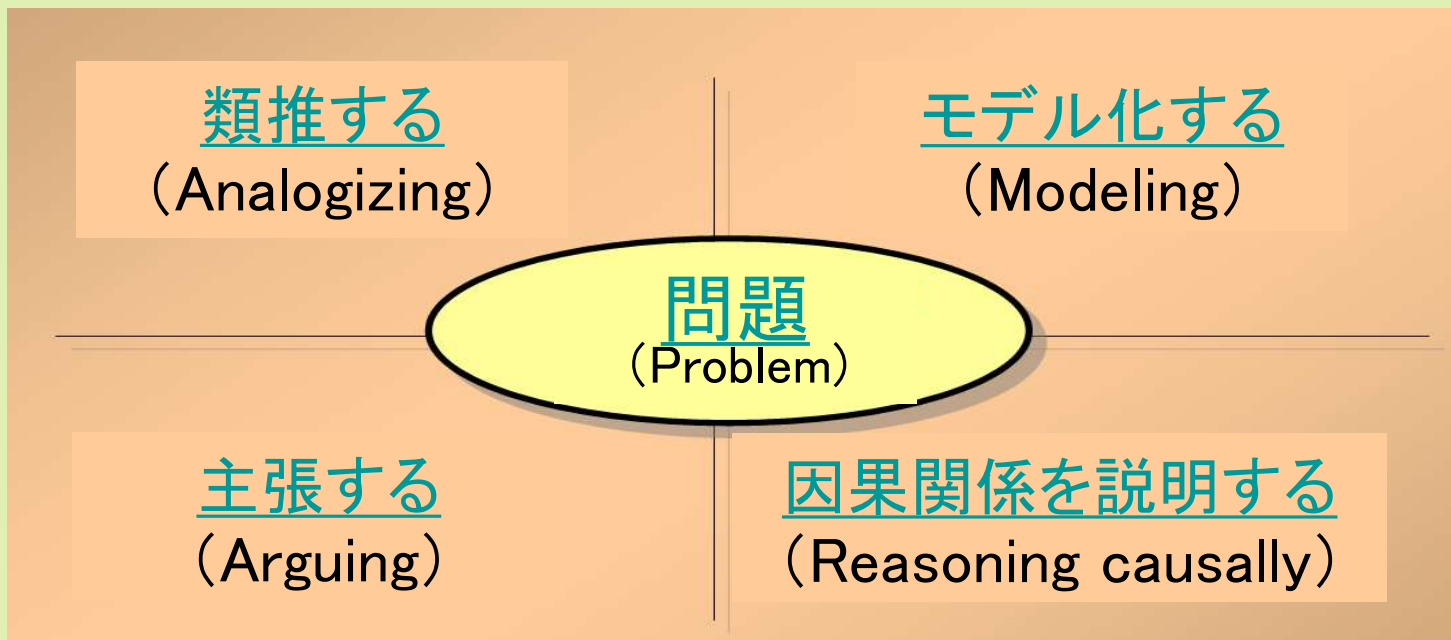 類推する
（Analogizing）
モデル化する
（Modeling）
問題
（Problem）
主張する
（Arguing）
因果関係を説明する
（Reasoning causally）